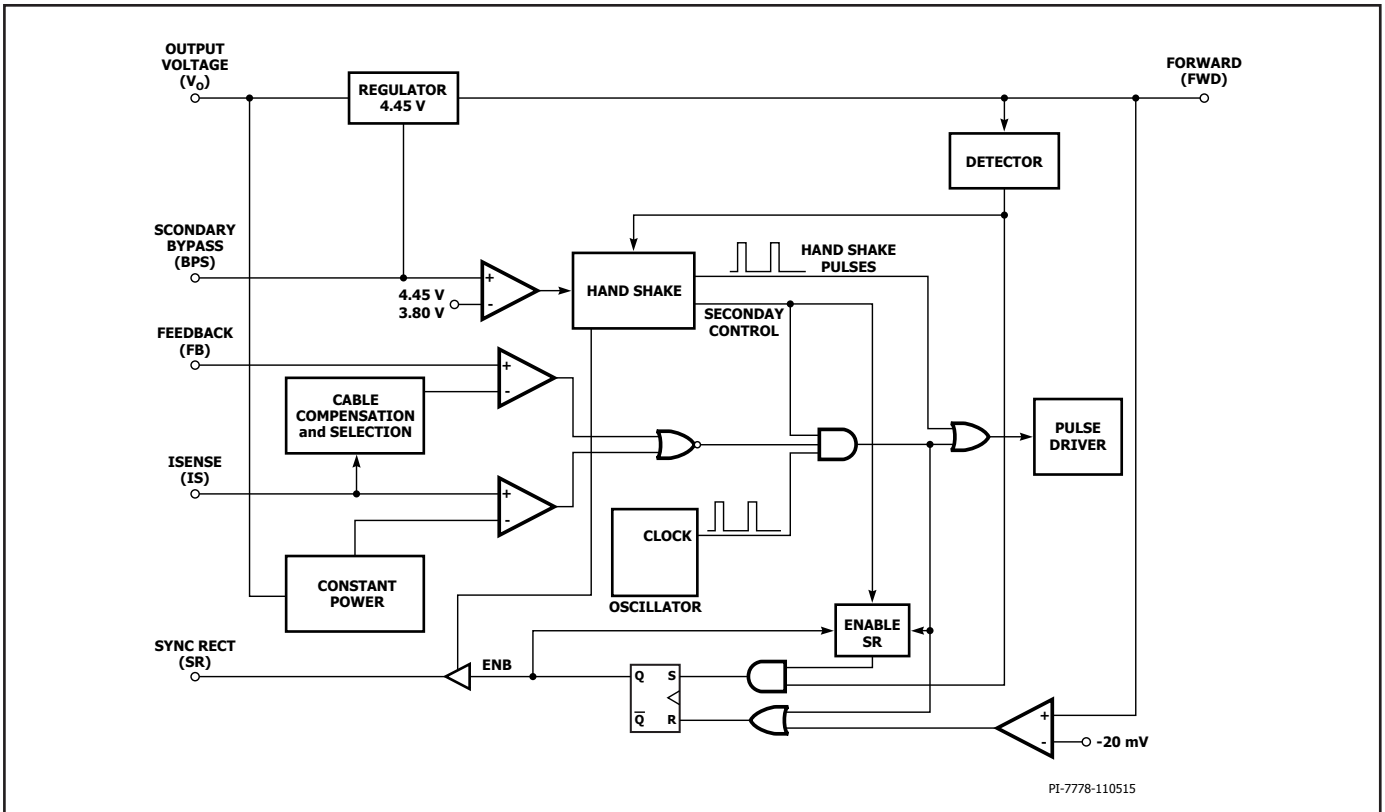 OUTPUT
VOLTAGE
(VO)
REGULATOR
4.45 V
FORWARD
(FWD)
DETECTOR
SCONDARY
BYPASS
(BPS)
+
-
4.45 V
3.80 V
HAND SHAKE
HAND SHAKE
PULSES
SECONDAY
CONTROL
FEEDBACK
(FB)
+
-
CABLE
COMPENSATION
and SELECTION
PULSE
DRIVER
ISENSE
(IS)
+
-
CLOCK
OSCILLATOR
CONSTANT
POWER
ENABLE
SR
SYNC RECT
(SR)
ENB
Q S
Q̅ R
+
-
-20 mV
PI-7778-110515